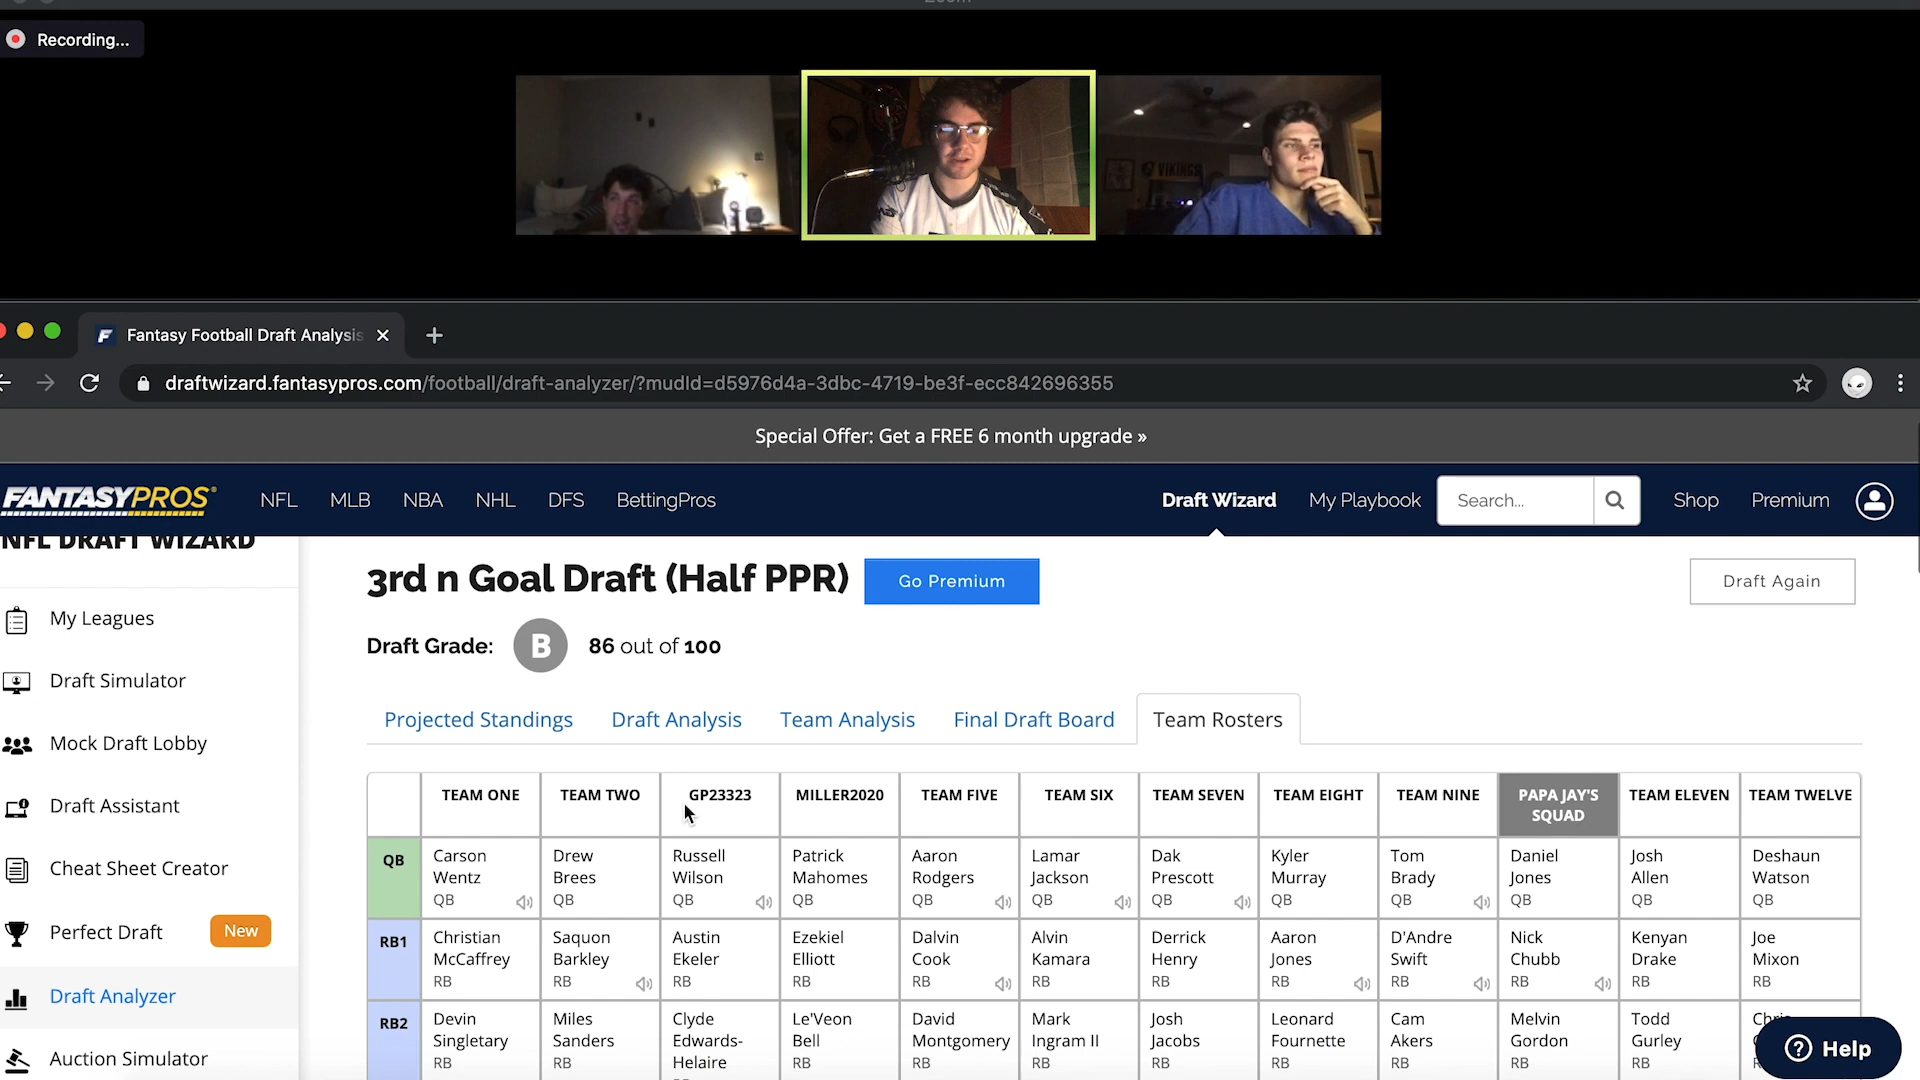 Zoom
Recording...
VIKINGS
Fantasy Football Draft Analysis
draftwizard.fantasypros.com/football/draft-analyzer/?mudId=d5976d4a-3dbc-4719-be3f-ecc842696355
Special Offer: Get a FREE 6 month upgrade »
FANTASYPROS NFL MLB NBA NHL DFS BettingPros Draft Wizard My Playbook Search... Shop Premium
NFL DRAFT WIZARD
My Leagues
Draft Simulator
Mock Draft Lobby
Draft Assistant
Cheat Sheet Creator
Perfect Draft New
Draft Analyzer
Auction Simulator
3rd n Goal Draft (Half PPR) Go Premium Draft Again
Draft Grade: B 86 out of 100
Projected Standings Draft Analysis Team Analysis Final Draft Board Team Rosters
TEAM ONE TEAM TWO GP23323 MILLER2020 TEAM FIVE TEAM SIX TEAM SEVEN TEAM EIGHT TEAM NINE PAPA JAY'S TEAM ELEVEN TEAM TWELVE
SQUAD
Carson Drew Russell Patrick Aaron Lamar Dak Kyler Tom Daniel Josh Deshaun
QB Wentz Brees Wilson Mahomes Rodgers Jackson Prescott Murray Brady Jones Allen Watson
QB QB QB QB QB QB QB QB QB QB QB QB
Christian Saquon Austin Ezekiel Dalvin Alvin Derrick Aaron D'Andre Nick Kenyan Joe
RB1 McCaffrey Barkley Ekeler Elliott Cook Kamara Henry Jones Swift Chubb Drake Mixon
RB RB RB RB RB RB RB RB RB RB RB RB
Devin Miles Clyde Le'Veon David Mark Josh Leonard Cam Melvin Todd
RB2 Singletary Sanders Edwards- Bell Montgomery Ingram II Jacobs Fournette Akers Gordon Gurley
RB RB Helaire RB RB RB RB RB RB RB RB
Help